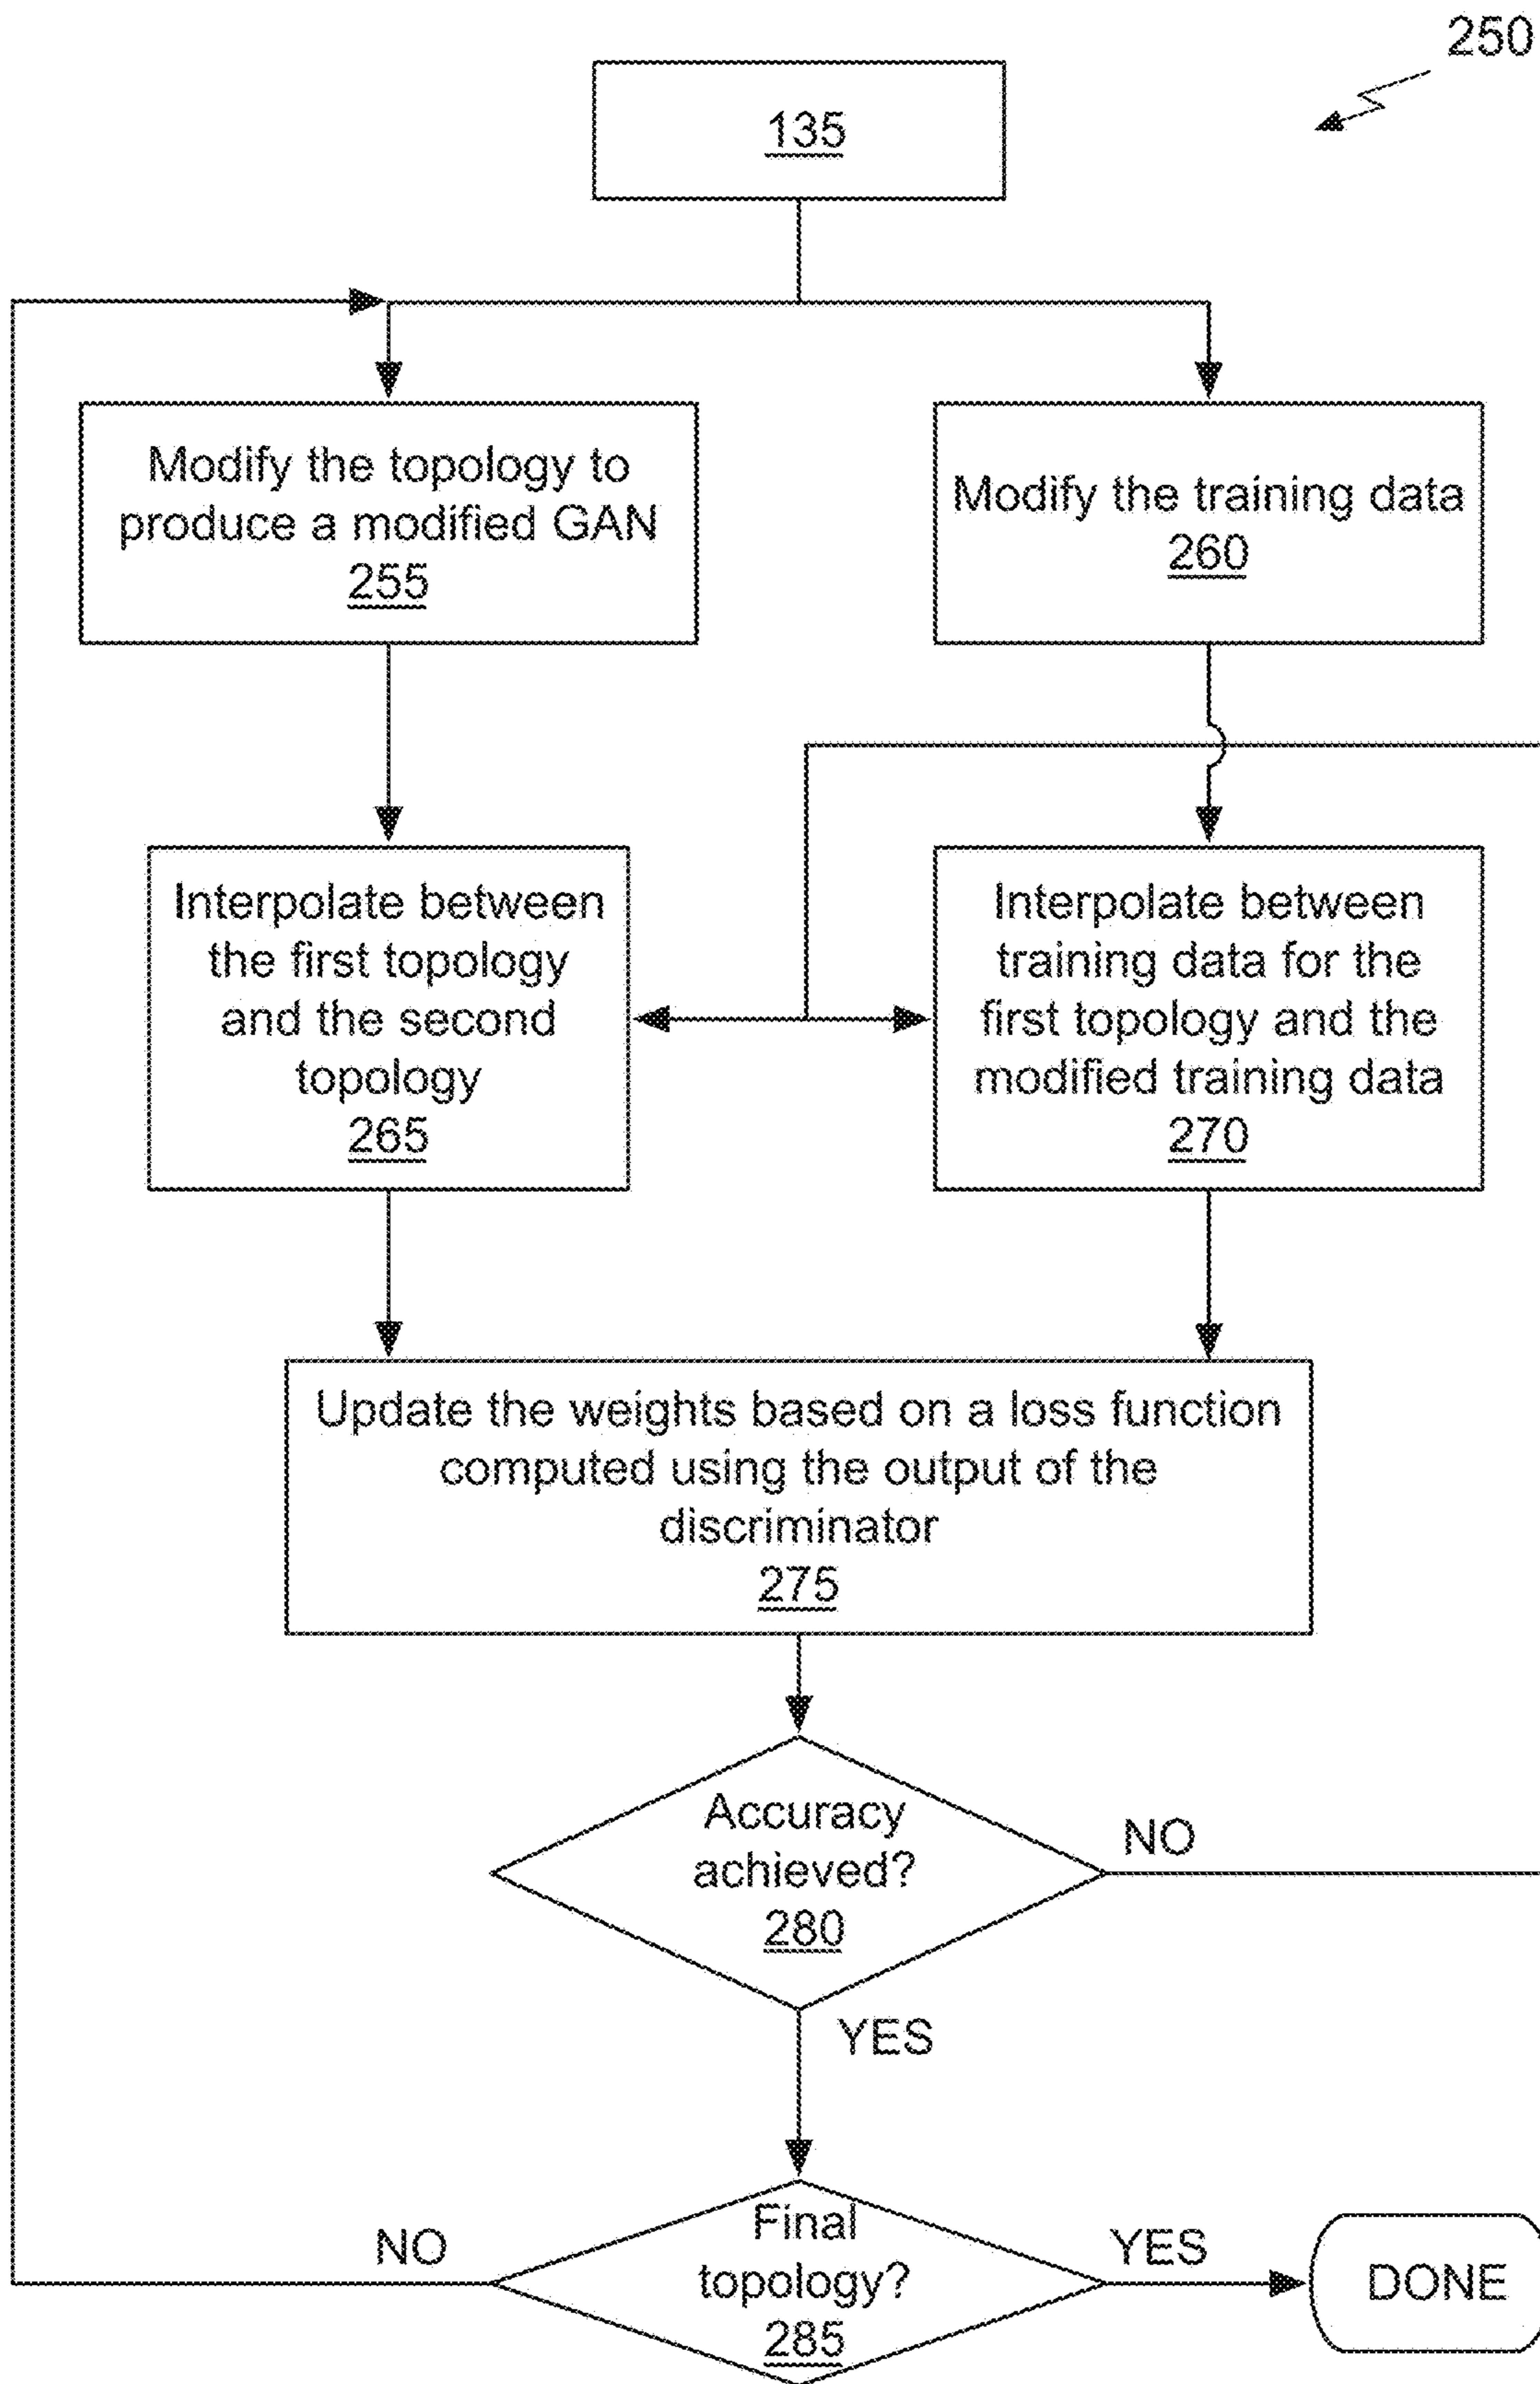 250
135
Modify the topology to
produce a modified GAN
255
Modify the training data
260
Interpolate between
the first topology
and the second
topology
265
Interpolate between
training data for the
first topology and the
modified training data
270
Update the weights based on a loss function
computed using the output of the
discriminator
275
Accuracy
achieved?
280
NO
YES
Final
topology?
285
NO
YES
DONE